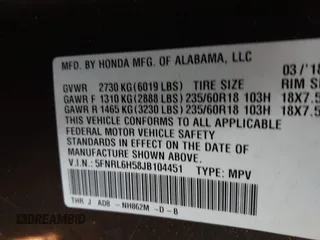 MFD. BY HONDA MFG. OF ALABAMA, LLC
03/'18
GVWR 2730 KG(6019 LBS) TIRE SIZE RIM SI
GAWR F 1310 KG(2888 LBS) 235/60R18 103H 18X7.5
GAWR R 1465 KG(3230 LBS) 235/60R18 103H 18X7.5
THIS VEHICLE CONFORMS TO ALL APPLICABLE
FEDERAL MOTOR VEHICLE SAFETY
STANDARDS IN EFFECT ON THE DATE OF
MANUFACTURE SHOWN ABOVE.
V.I.N.: 5FNRL6H58JB104451 TYPE: MPV
THR J AD8 -NH862M -D-B
DREAMBID